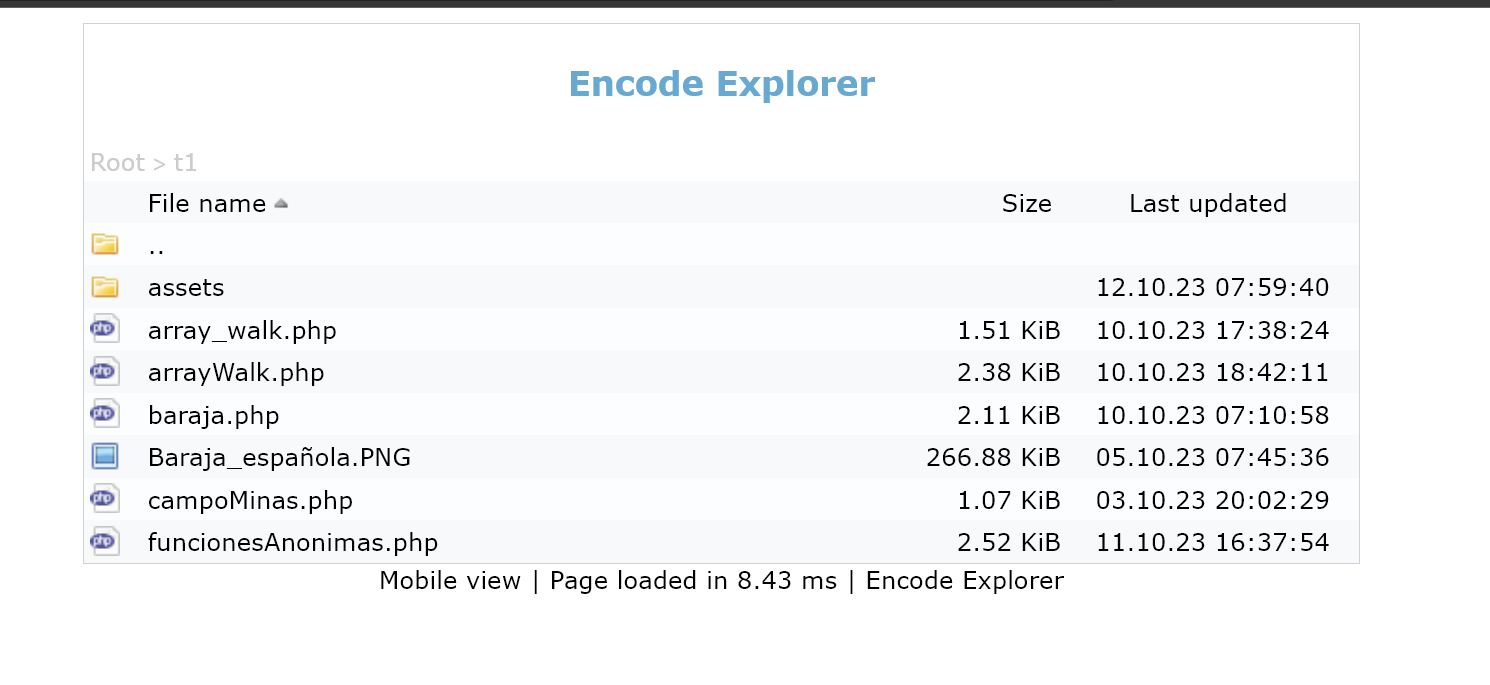 Encode Explorer
Root > t1
File name Size Last updated
..
assets 12.10.23 07:59:40
array_walk.php 1.51 KiB 10.10.23 17:38:24
arrayWalk.php 2.38 KiB 10.10.23 18:42:11
baraja.php 2.11 KiB 10.10.23 07:10:58
Baraja_española.PNG 266.88 KiB 05.10.23 07:45:36
campoMinas.php 1.07 KiB 03.10.23 20:02:29
funcionesAnonimas.php 2.52 KiB 11.10.23 16:37:54
Mobile view | Page loaded in 8.43 ms | Encode Explorer